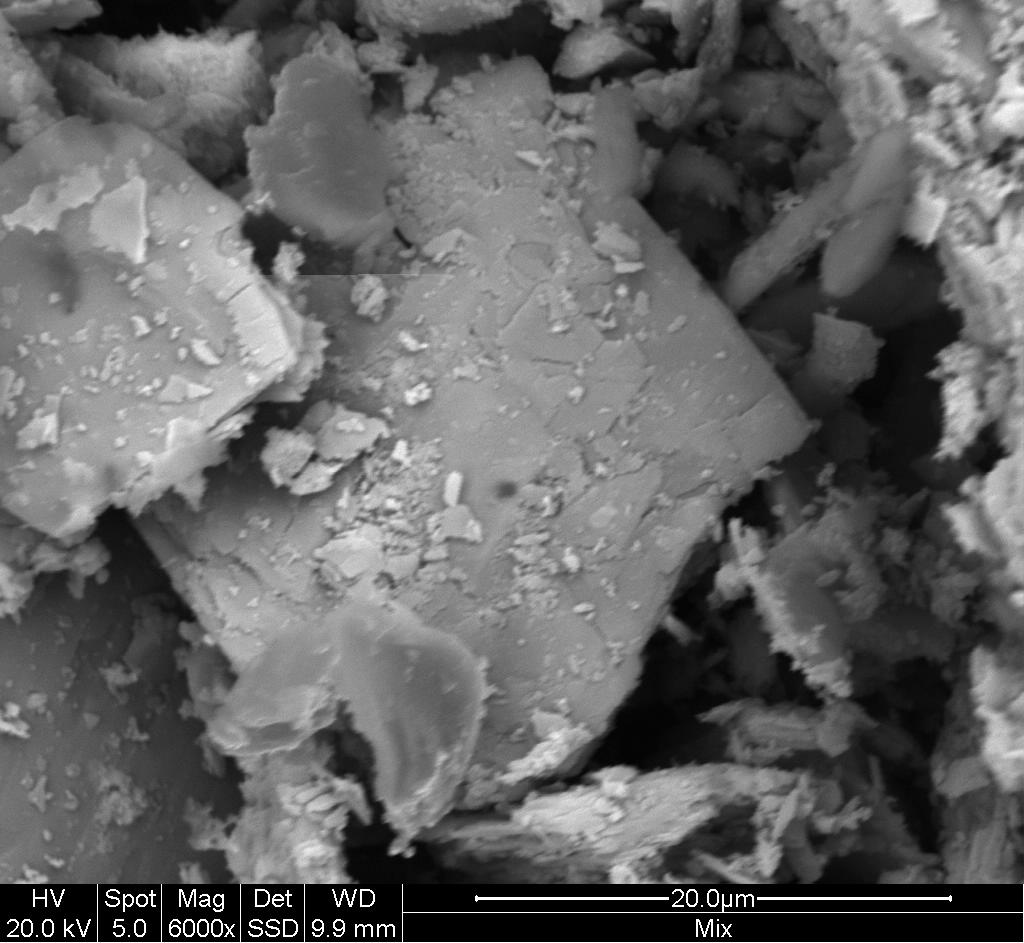 HV Spot Mag Det WD 20.0µm
20.0 kV 5.0 6000x SSD 9.9 mm Mix